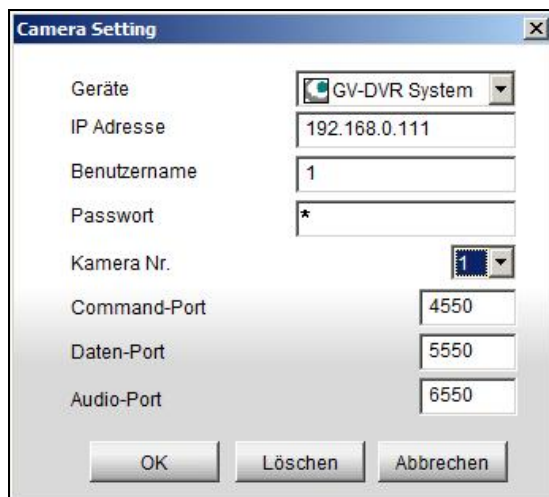 Camera Setting
Geräte GV-DVR System
IP Adresse 192.168.0.111
Benutzername 1
Passwort *
Kamera Nr. 1
Command-Port 4550
Daten-Port 5550
Audio-Port 6550
OK Löschen Abbrechen